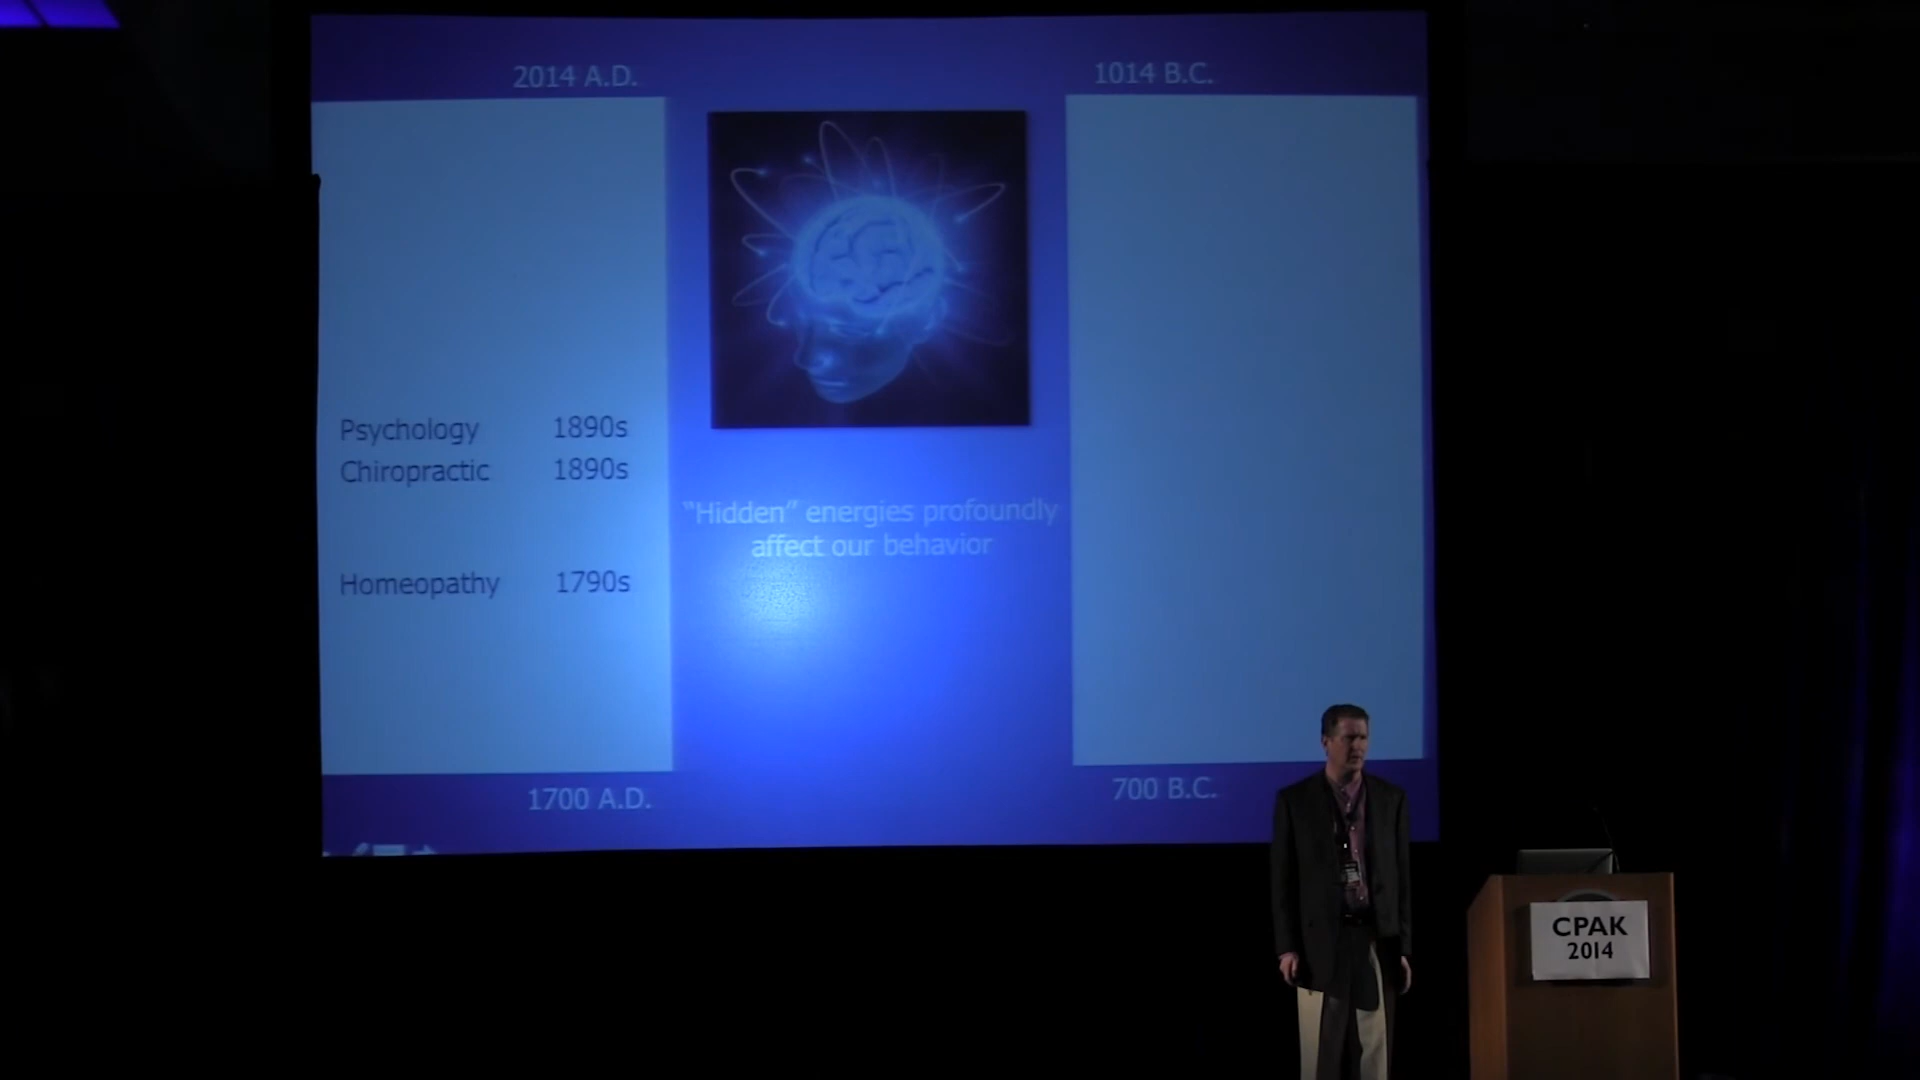 2014 A.D.
1014 B.C.
Psychology 1890s
Chiropractic 1890s
Homeopathy 1790s
"Hidden" energies profoundly
affect our behavior
1700 A.D.
700 B.C.
CPAK
2014